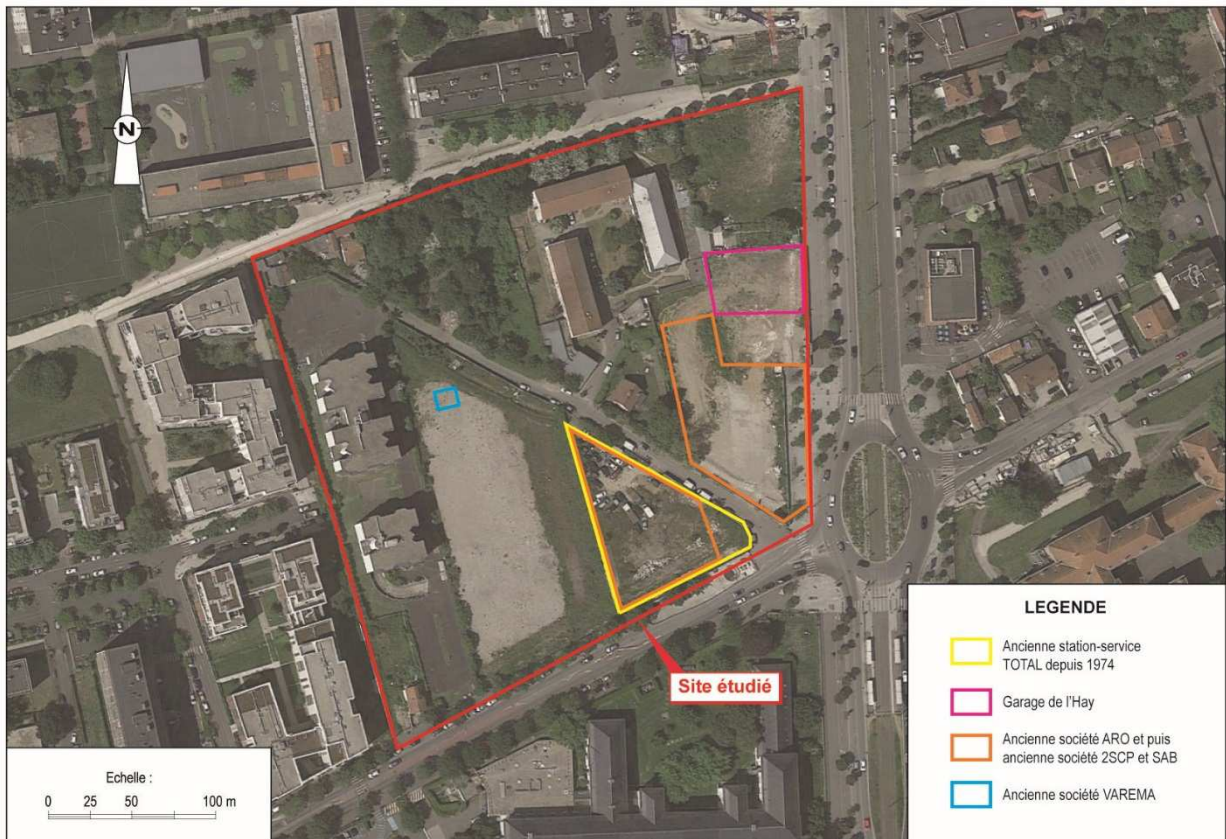 N
Site étudié
Echelle :
0 25 50 100 m
LEGENDE
Ancienne station-service
TOTAL depuis 1974
Garage de l'Hay
Ancienne société ARO et puis
ancienne société 2SCP et SAB
Ancienne société VAREMA